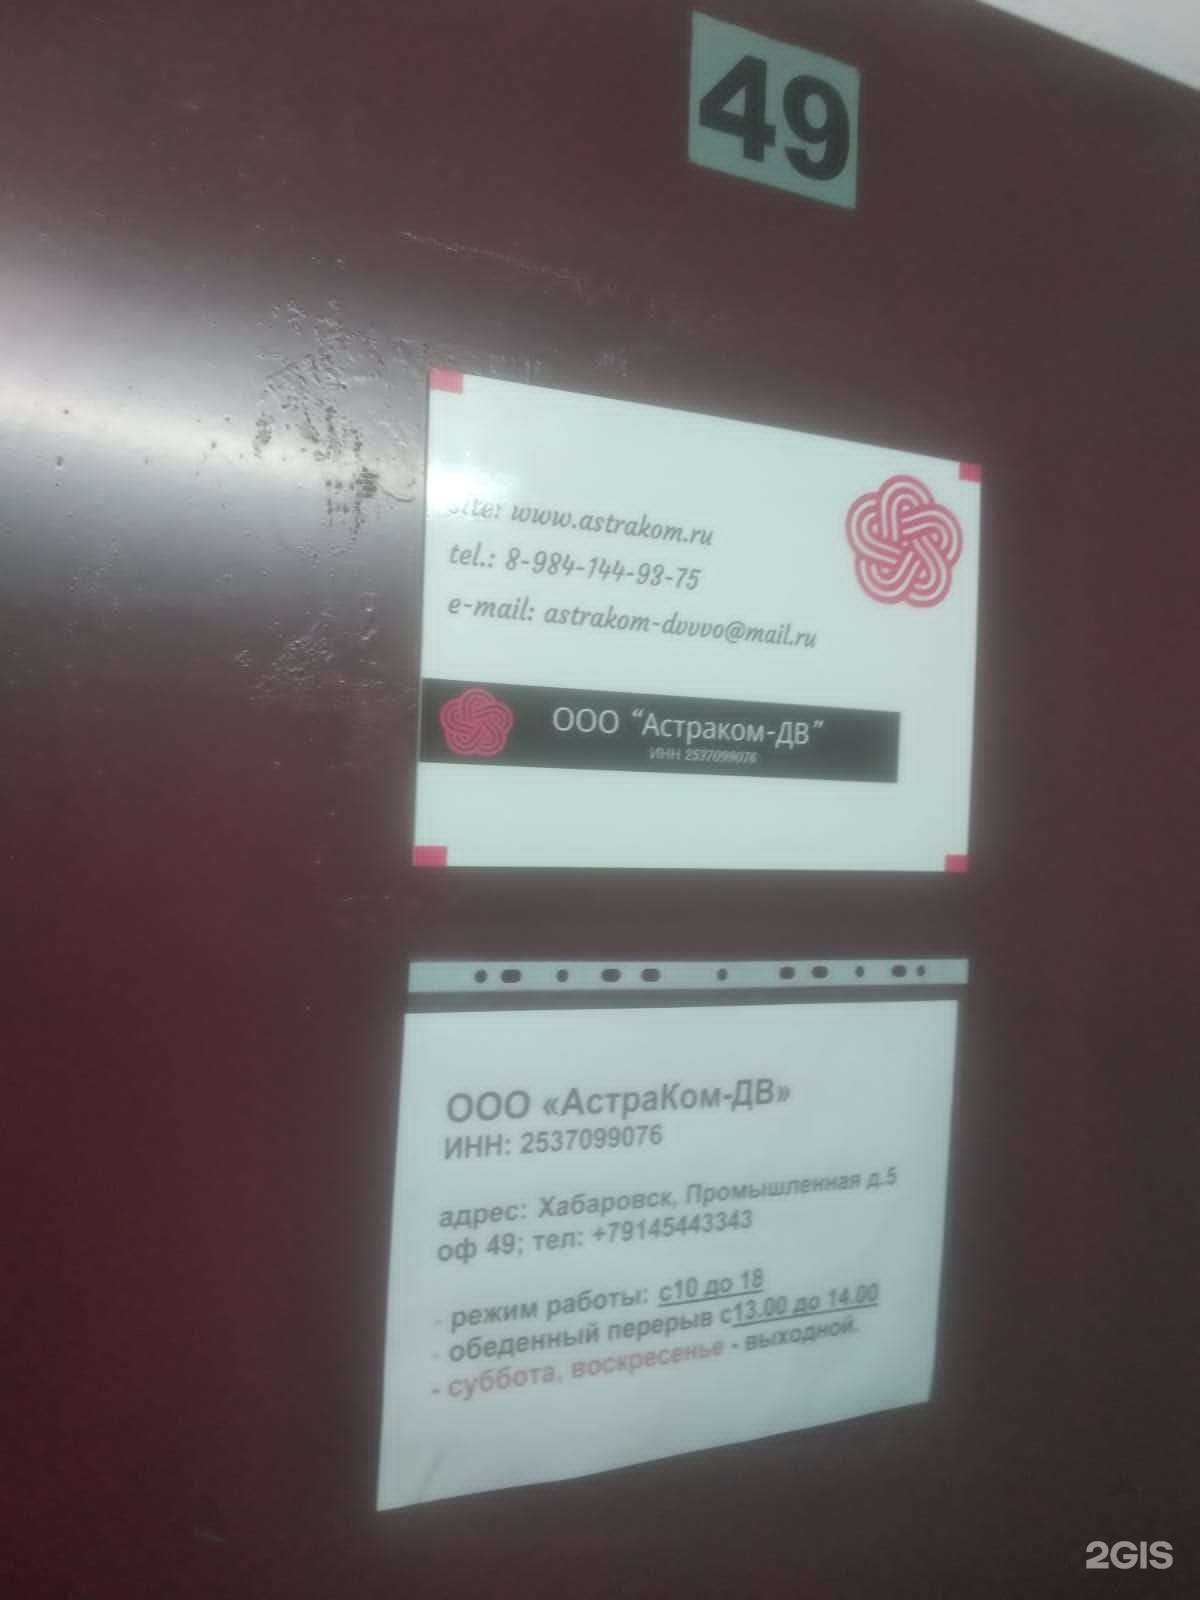 49
site: www.astrakom.ru
tel.: 8-984-144-93-75
e-mail: astrakom-dvvvo@mail.ru
ООО “Астраком-ДВ”
ИНН 2537099076
ООО «АстраКом-ДВ»
ИНН: 2537099076
адрес: Хабаровск, Промышленная д.5
оф 49; тел: +79145443343
- режим работы: с10 до 18
- обеденный перерыв с13.00 до 14.00
- суббота, воскресенье - выходной.
2GIS